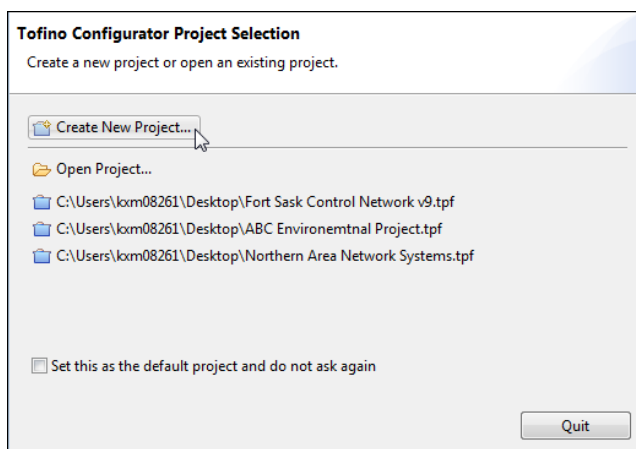 Tofino Configurator Project Selection
Create a new project or open an existing project.
Create New Project...
Open Project...
C:\Users\kxm08261\Desktop\Fort Sask Control Network v9.tpf
C:\Users\kxm08261\Desktop\ABC Environemtnal Project.tpf
C:\Users\kxm08261\Desktop\Northern Area Network Systems.tpf
Set this as the default project and do not ask again
Quit